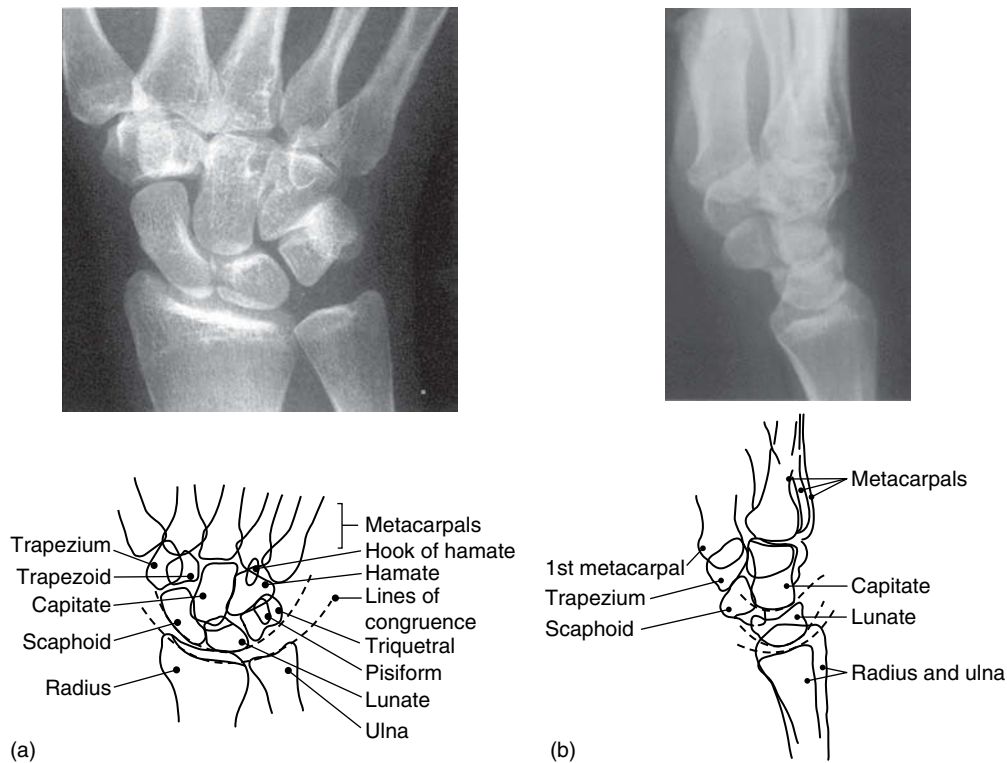 Trapezium
Trapezoid
Capitate
Scaphoid
Radius
Metacarpals
Hook of hamate
Hamate
Lines of
congruence
Triquetral
Pisiform
Lunate
Ulna
(a)
Metacarpals
1st metacarpal
Trapezium
Scaphoid
Capitate
Lunate
Radius and ulna
(b)